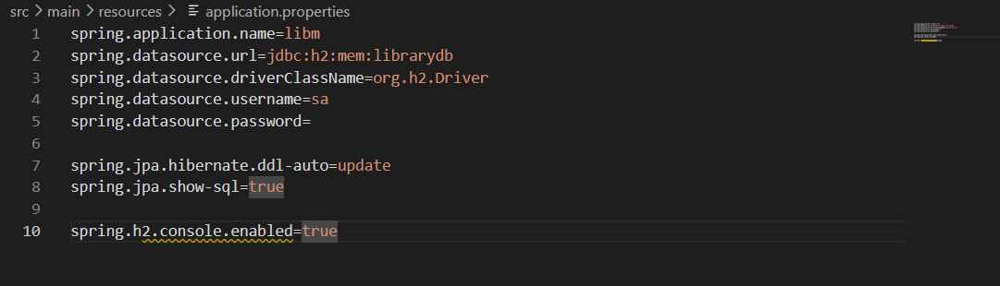 src > main > resources > application.properties
1 spring.application.name=libm
2 spring.datasource.url=jdbc:h2:mem:librarydb
3 spring.datasource.driverClassName=org.h2.Driver
4 spring.datasource.username=sa
5 spring.datasource.password=
6
7 spring.jpa.hibernate.ddl-auto=update
8 spring.jpa.show-sql=true
9
10 spring.h2.console.enabled=true